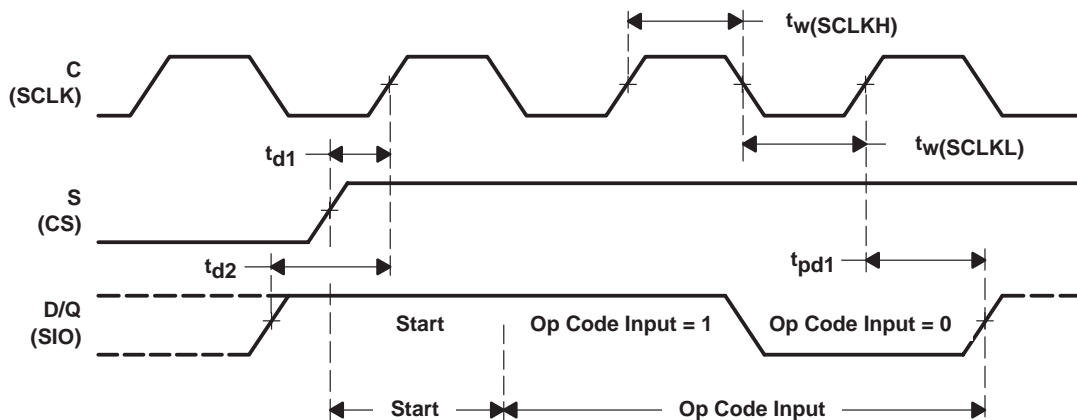 tw(SCLKH)
C
(SCLK)
td1
tw(SCLKL)
S
(CS)
td2
tpd1
D/Q
(SIO)
Start
Op Code Input = 1
Op Code Input = 0
Start
Op Code Input